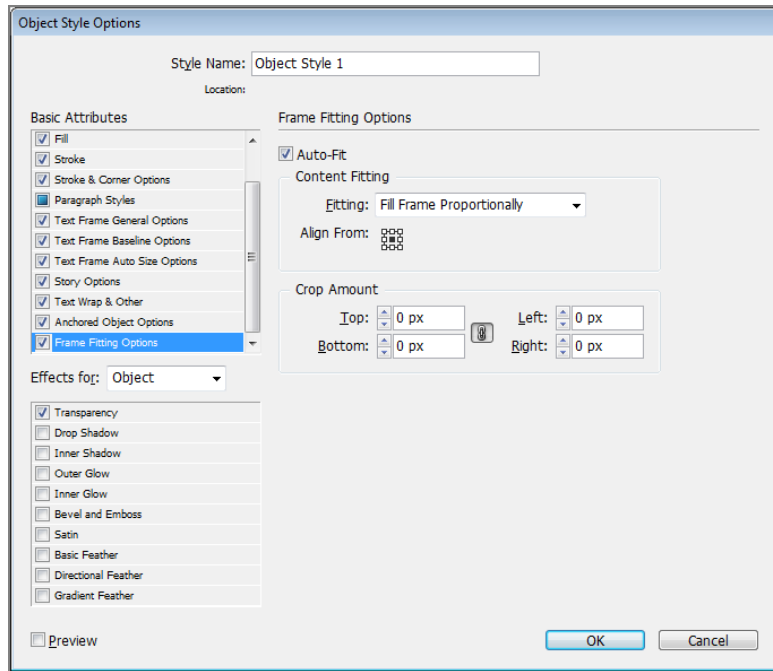 Object Style Options
Style Name: Object Style 1
Location:
Basic Attributes
Fill
Stroke
Stroke & Corner Options
Paragraph Styles
Text Frame General Options
Text Frame Baseline Options
Text Frame Auto Size Options
Story Options
Text Wrap & Other
Anchored Object Options
Frame Fitting Options
Effects for: Object
Transparency
Drop Shadow
Inner Shadow
Outer Glow
Inner Glow
Bevel and Emboss
Satin
Basic Feather
Directional Feather
Gradient Feather
Preview
Frame Fitting Options
Auto-Fit
Content Fitting
Fitting: Fill Frame Proportionally
Align From:
Crop Amount
Top: 0 px Left: 0 px
Bottom: 0 px Right: 0 px
OK Cancel